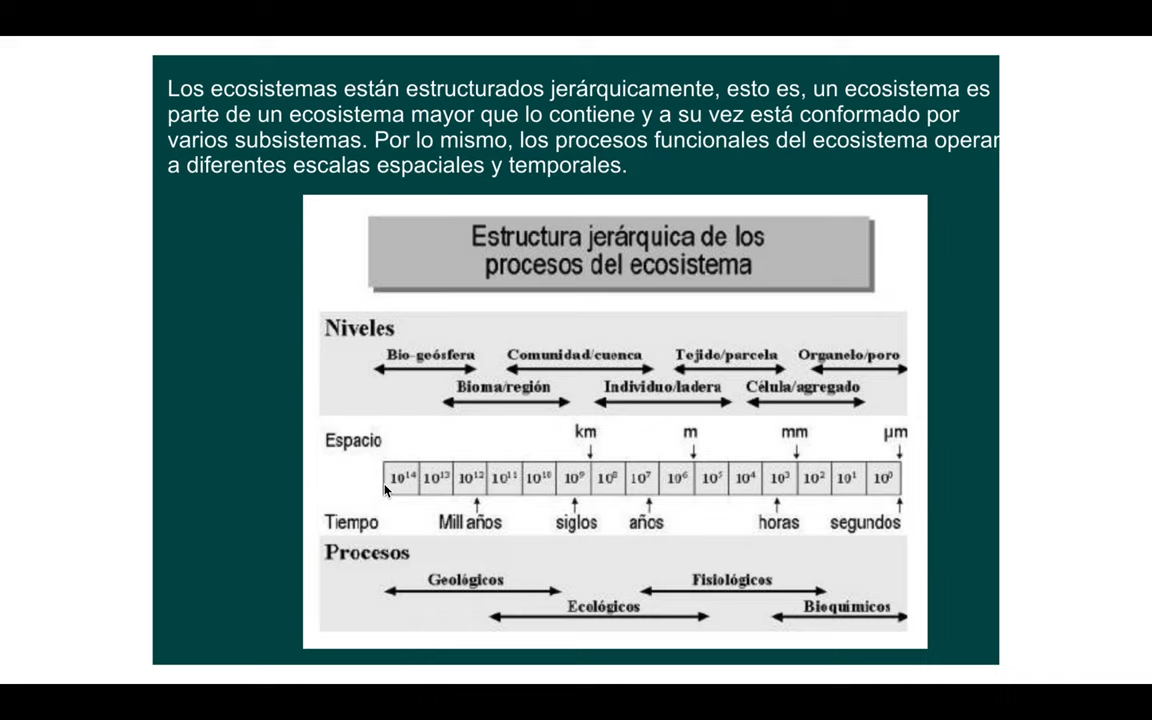 Los ecosistemas están estructurados jerárquicamente, esto es, un ecosistema es
parte de un ecosistema mayor que lo contiene y a su vez está conformado por
varios subsistemas. Por lo mismo, los procesos funcionales del ecosistema operan
a diferentes escalas espaciales y temporales.
Estructura jerárquica de los
procesos del ecosistema
Niveles
Bio-geósfera Comunidad/cuenca Tejido/parcela Organelo/poro
Bioma/región Individuo/ladera Célula/agregado
km m mm µm
Espacio
10¹⁴ 10¹³ 10¹² 10¹¹ 10¹⁰ 10⁹ 10⁸ 10⁷ 10⁶ 10⁵ 10⁴ 10³ 10² 10¹ 10⁰
Tiempo Mill años siglos años horas segundos
Procesos
Geológicos Fisiológicos
Ecológicos Bioquímicos